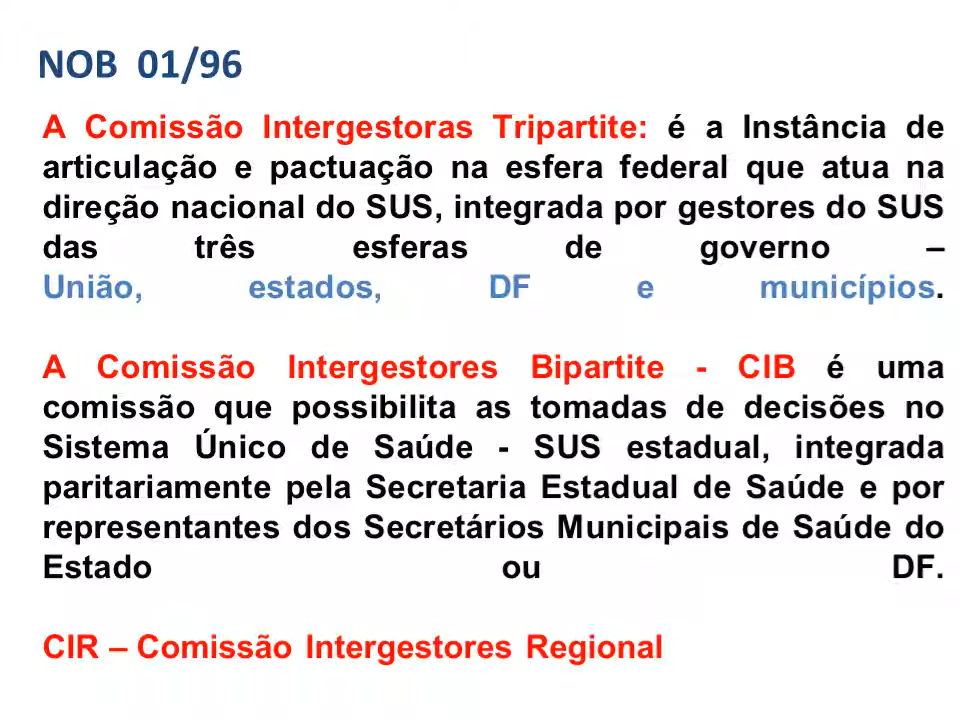 NOB 01/96
A Comissão Intergestoras Tripartite: é a Instância de
articulação e pactuação na esfera federal que atua na
direção nacional do SUS, integrada por gestores do SUS
das três esferas de governo –
União, estados, DF e municípios.
A Comissão Intergestores Bipartite - CIB é uma
comissão que possibilita as tomadas de decisões no
Sistema Único de Saúde - SUS estadual, integrada
paritariamente pela Secretaria Estadual de Saúde e por
representantes dos Secretários Municipais de Saúde do
Estado ou DF.
CIR – Comissão Intergestores Regional